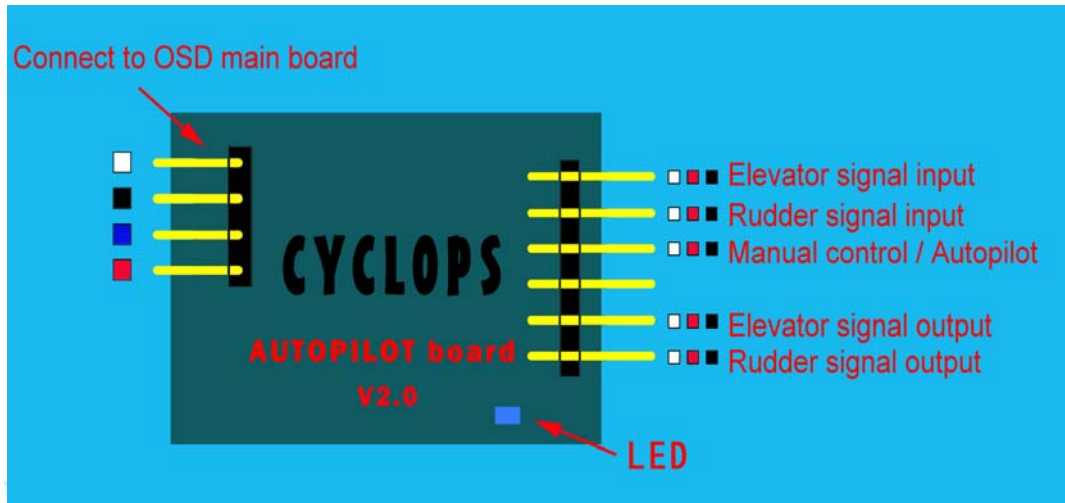 Connect to OSD main board
Elevator signal input
Rudder signal input
Manual control / Autopilot
CYCLOPS
Elevator signal output
AUTOPILOT board
Rudder signal output
V2.0
LED